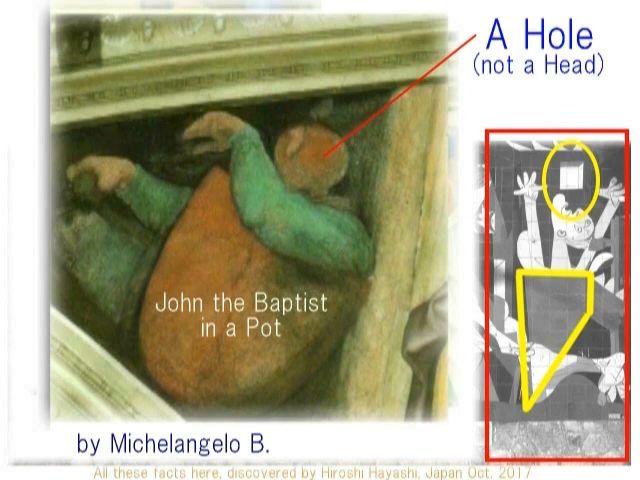 A Hole
(not a Head)
John the Baptist
in a Pot
by Michelangelo B.
All these facts here, discovered by Hiroshi Hayashi, Japan Oct. 2017